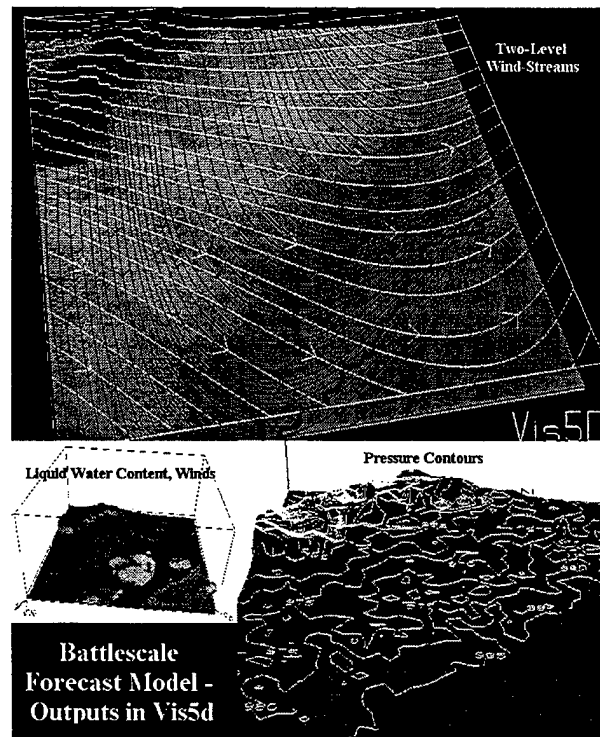 Two-Level
Wind-Streams
Vis5D
Liquid Water Content, Winds
Pressure Contours
N
Battlescale
Forecast Model -
Outputs in Vis5d